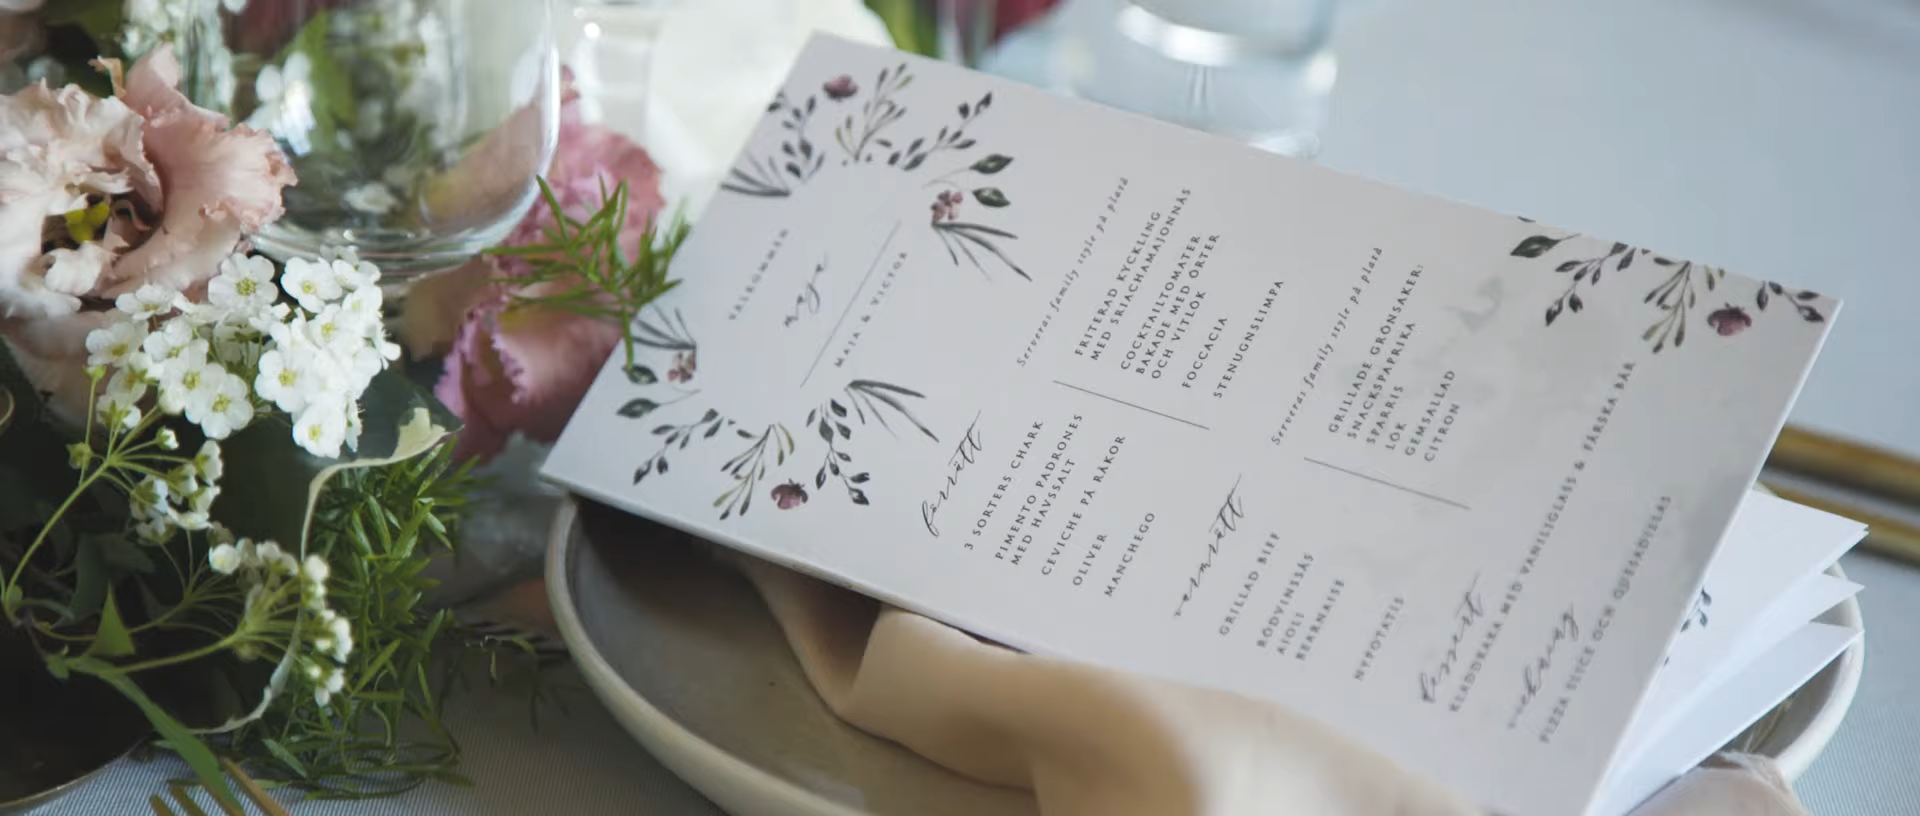 VÄLKOMMEN
maja
MAJA & VICTOR
förrätt
Serveras family style på plats
3 SORTERS CHARK
PIMENTO PADRONES
MED HAVSSALT
CEVICHE PÅ RÄKOR
OLIVER
MANCHEGO
FRITERAD KYCKLING
MED SRIACHAMAJONNÄS
COCKTAILTOMATER
BAKADE MED ÖRTER
OCH VITLÖK
FOCCACIA
STENUGNSLIMPA
varmrätt
Serveras family style på plats
GRILLAD BIFF
RÖDVINSSÅS
AIOLI
BEARNAISE
NYPOTATIS
GRILLADE GRÖNSAKER:
SNACKSPAPRIKA
SPARRIS
LÖK
GEMSALLAD
CITRON
dessert
KLADDKAKA MED VANILJGLASS & FÄRSKA BÄR
PIZZA SLICE OCH QUESADILLAS